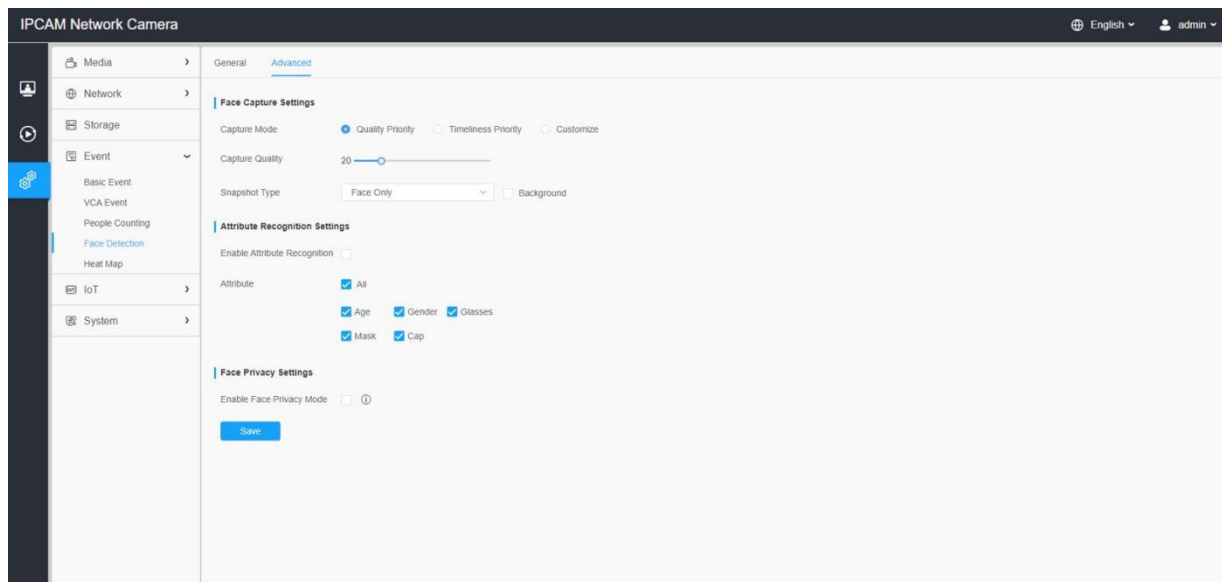 IPCAM Network Camera
English
admin
Media
Network
Storage
Event
Basic Event
VCA Event
People Counting
Face Detection
Heat Map
IoT
System
General Advanced
Face Capture Settings
Capture Mode Quality Priority Timeliness Priority Customize
Capture Quality 20
Snapshot Type Face Only Background
Attribute Recognition Settings
Enable Attribute Recognition
Attribute All
Age Gender Glasses
Mask Cap
Face Privacy Settings
Enable Face Privacy Mode
Save